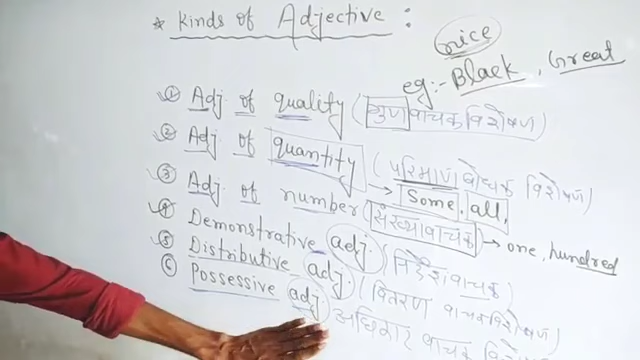 * Kinds of Adjective :
nice
eg:- Black, Great
① Adj. of quality (गुणवाचक विशेषण)
② Adj of quantity (परिमाण बोधक विशेषण)
→ Some, all,
③ Adj. of number (संख्यावाचक) → one, hundred
④ Demonstrative adj. (निर्देशवाचक)
⑤ Distributive adj. (वितरण वाचक विशेषण)
⑥ Possessive adj. वाचक